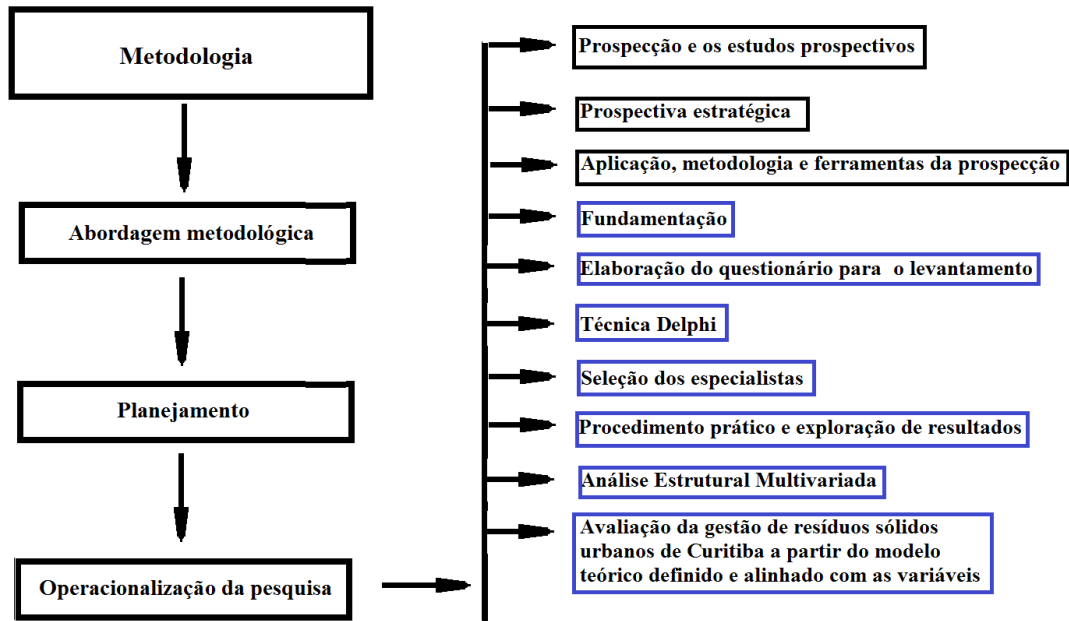 Metodologia
Abordagem metodológica
Planejamento
Operacionalização da pesquisa
Prospecção e os estudos prospectivos
Prospectiva estratégica
Aplicação, metodologia e ferramentas da prospecção
Fundamentação
Elaboração do questionário para o levantamento
Técnica Delphi
Seleção dos especialistas
Procedimento prático e exploração de resultados
Análise Estrutural Multivariada
Avaliação da gestão de resíduos sólidos
urbanos de Curitiba a partir do modelo
teórico definido e alinhado com as variáveis